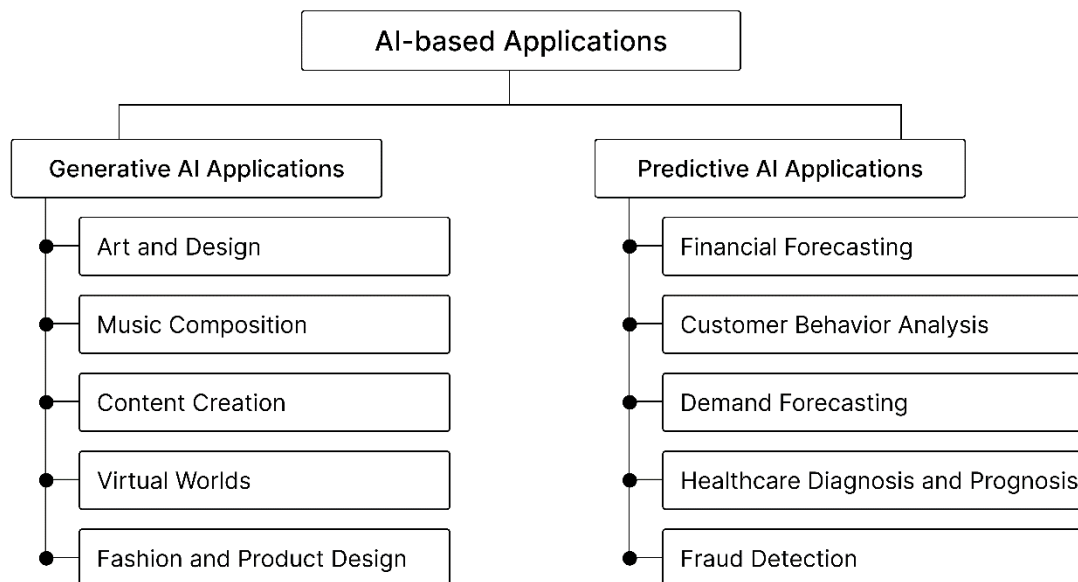 AI-based Applications
Generative AI Applications
Art and Design
Music Composition
Content Creation
Virtual Worlds
Fashion and Product Design
Predictive AI Applications
Financial Forecasting
Customer Behavior Analysis
Demand Forecasting
Healthcare Diagnosis and Prognosis
Fraud Detection